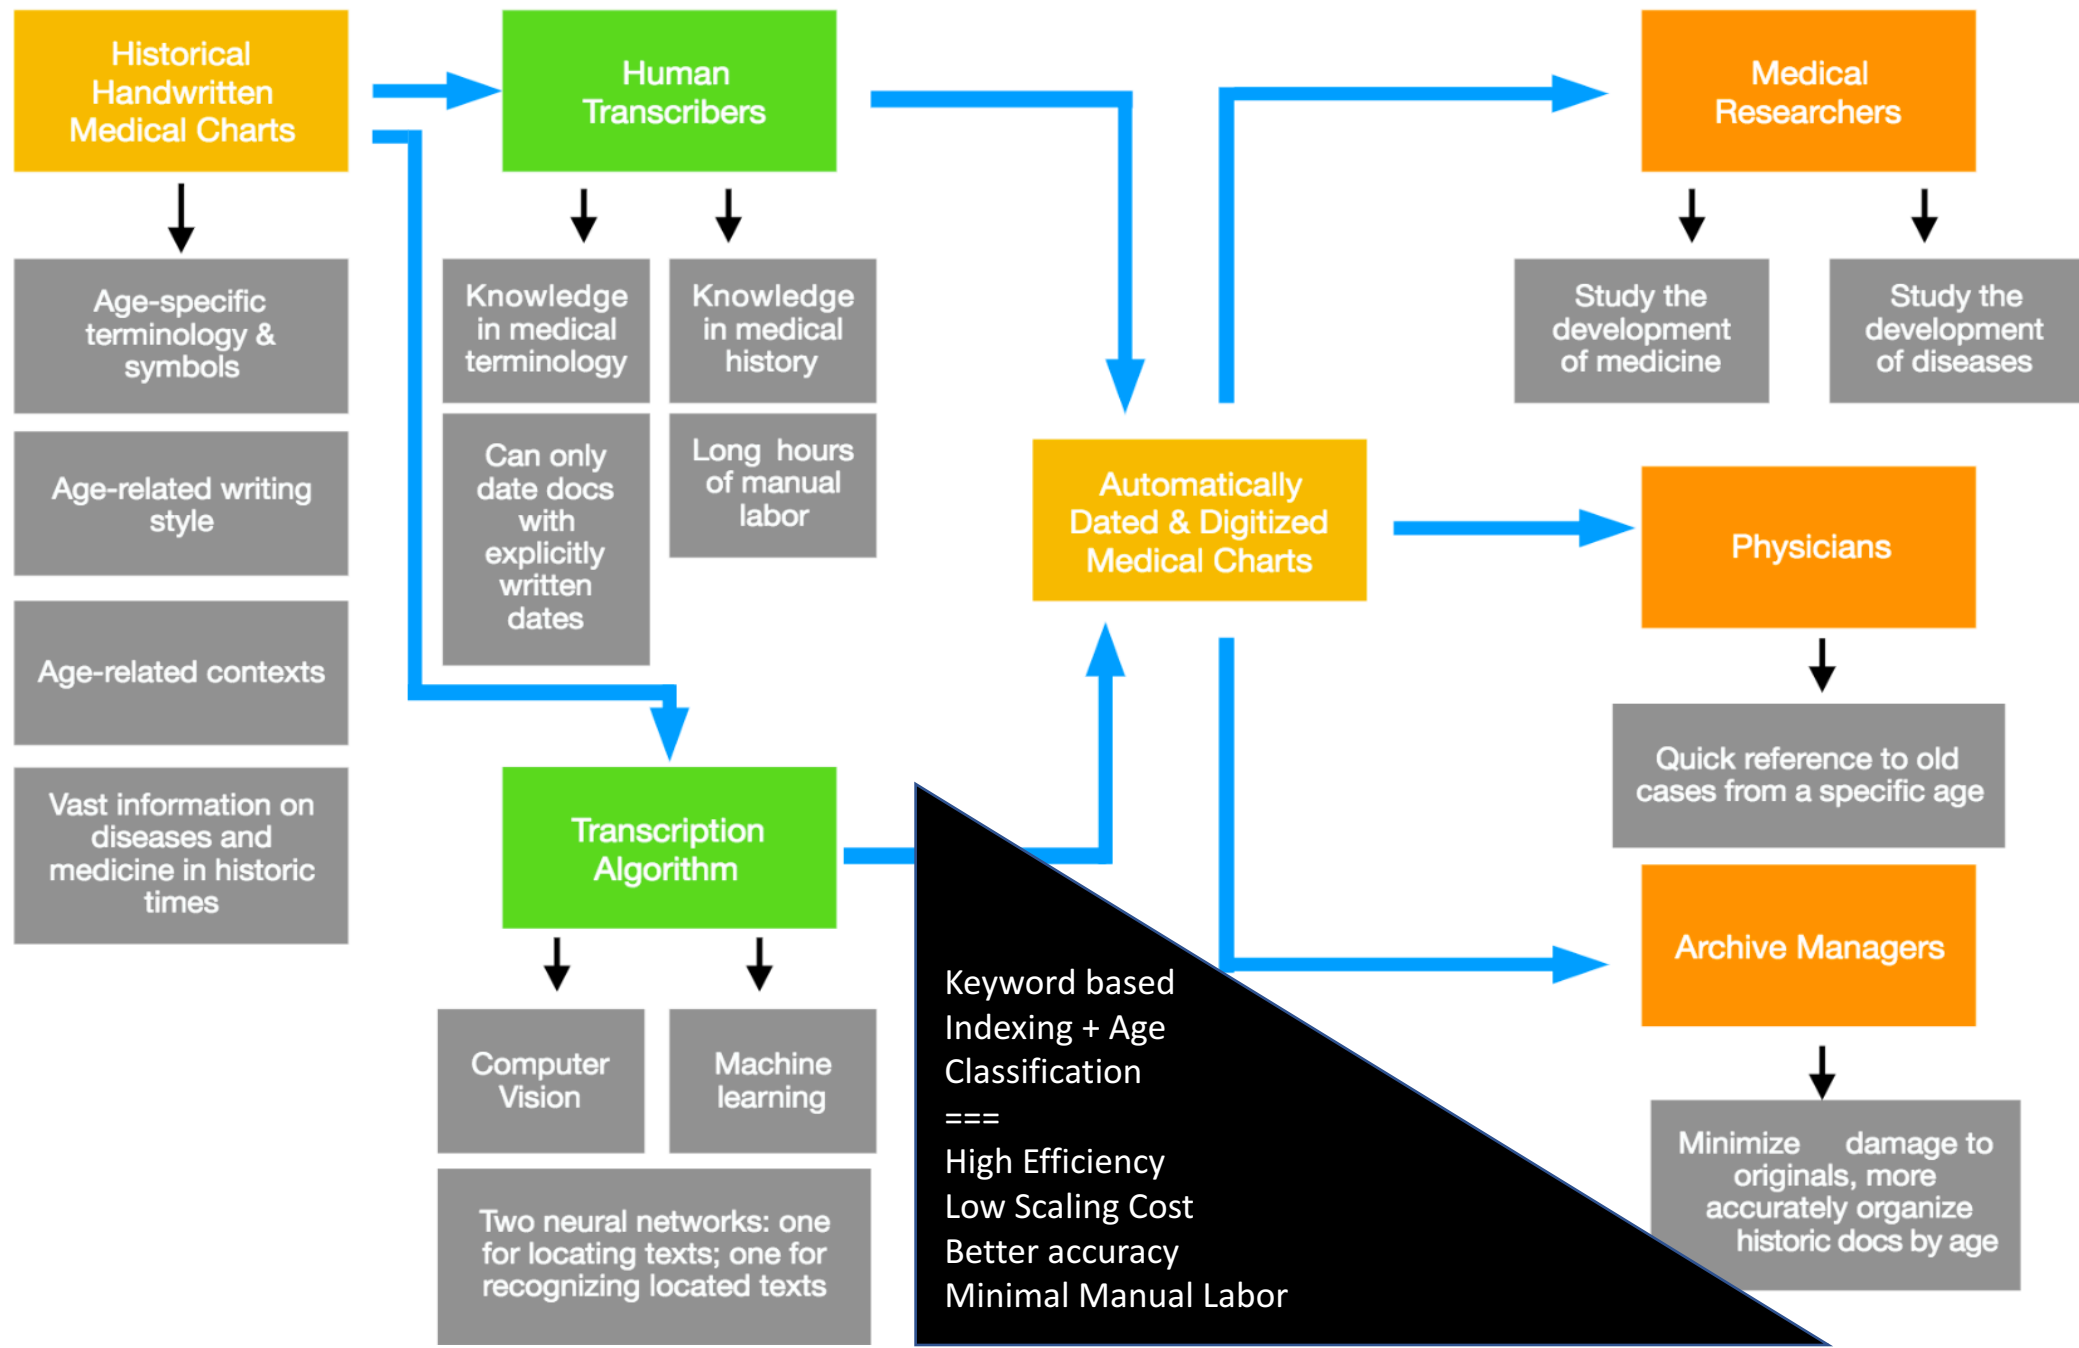 Historical
Handwritten
Medical Charts
Age-specific
terminology &
symbols
Age-related writing
style
Age-related contexts
Vast information on
diseases and
medicine in historic
times
Human
Transcribers
Knowledge
in medical
terminology
Knowledge
in medical
history
Can only
date docs
with
explicitly
written
dates
Long hours
of manual
labor
Transcription
Algorithm
Computer
Vision
Machine
learning
Two neural networks: one
for locating texts; one for
recognizing located texts
Automatically
Dated & Digitized
Medical Charts
Keyword based
Indexing + Age
Classification
===
High Efficiency
Low Scaling Cost
Better accuracy
Minimal Manual Labor
Medical
Researchers
Study the
development
of medicine
Study the
development
of diseases
Physicians
Quick reference to old
cases from a specific age
Archive Managers
Minimize damage to
originals, more
accurately organize
historic docs by age